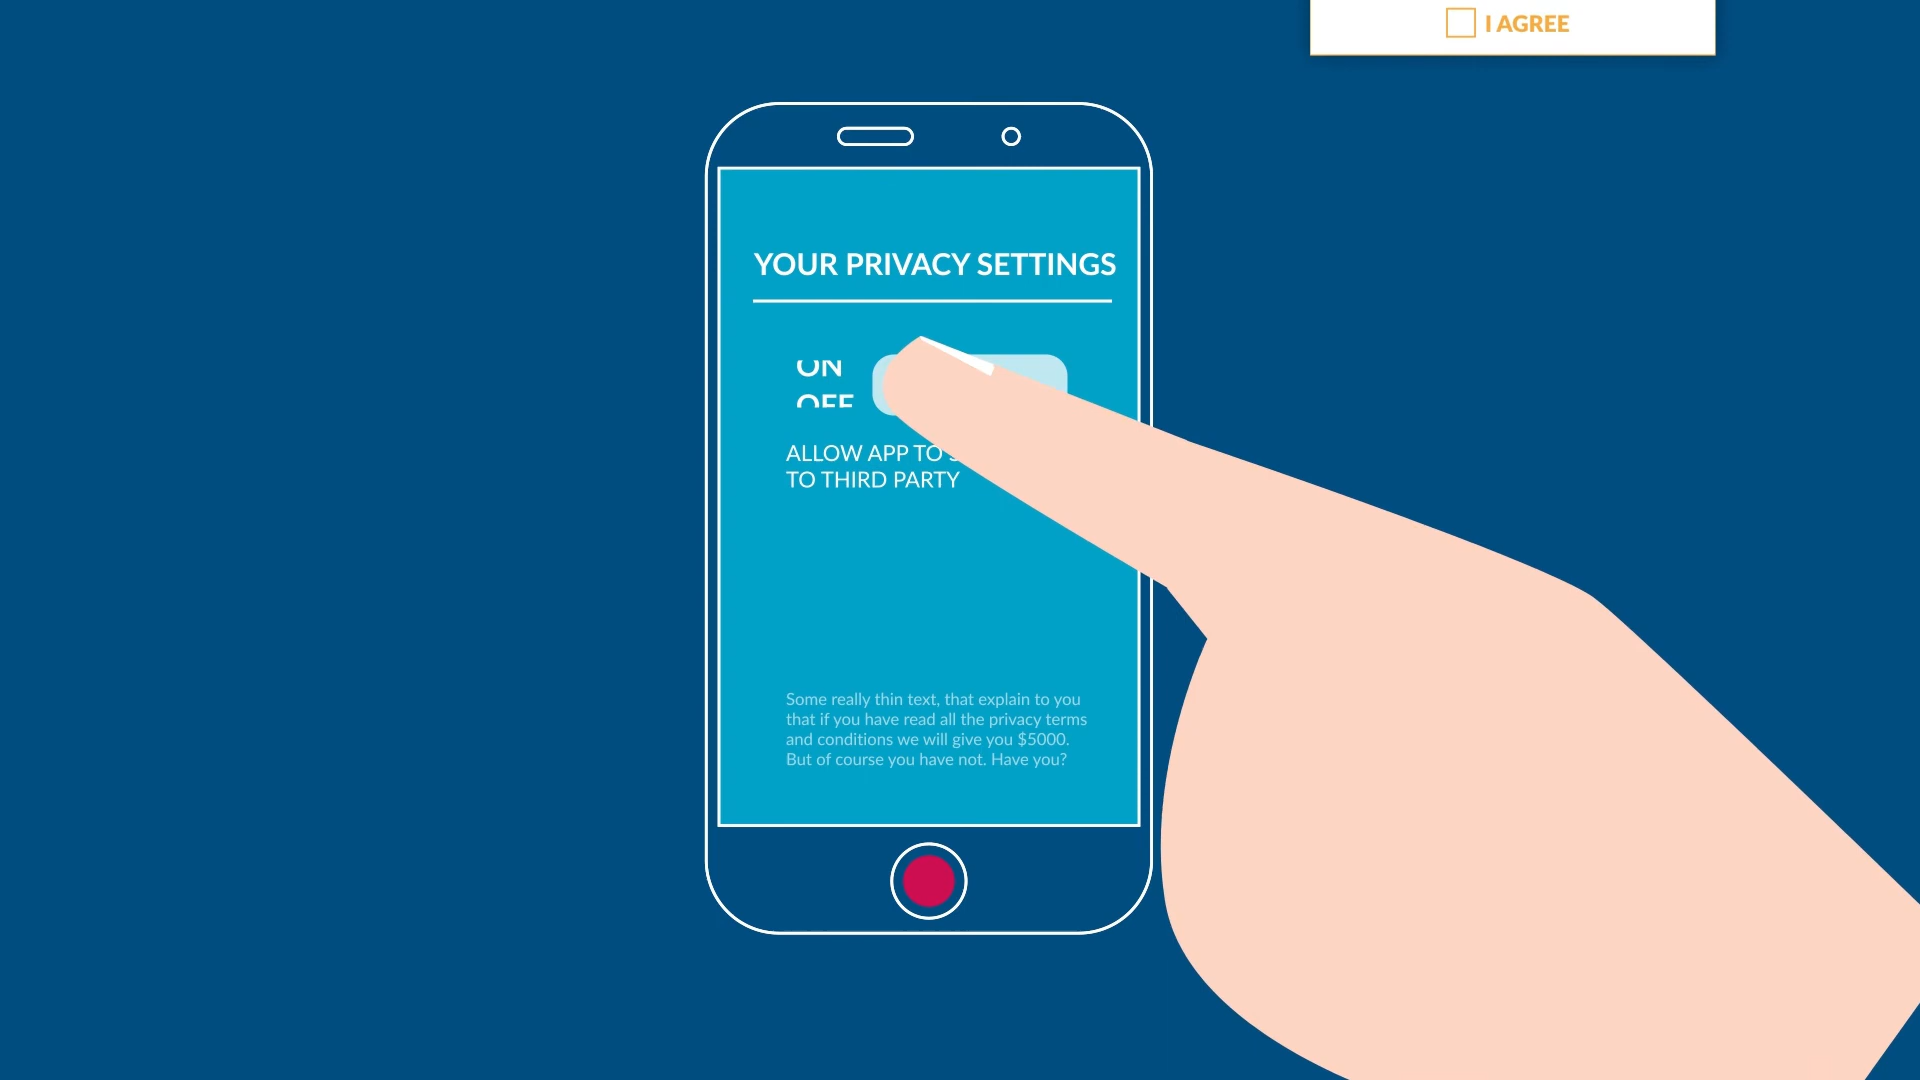 I AGREE
YOUR PRIVACY SETTINGS
ON
OFF
ALLOW APP TO
TO THIRD PARTY
Some really thin text, that explain to you
that if you have read all the privacy terms
and conditions we will give you $5000.
But of course you have not. Have you?